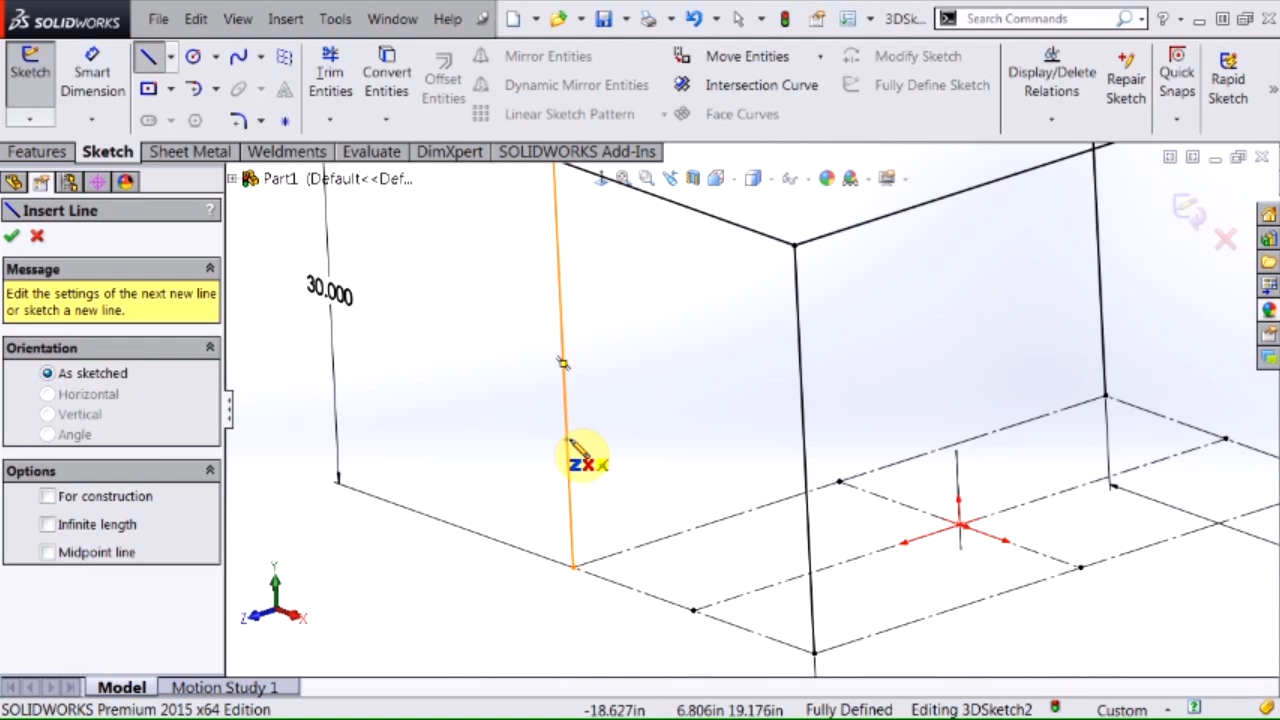 SOLIDWORKS File Edit View Insert Tools Window Help 3DSk... Search Commands ?
Sketch Smart Dimension Trim Entities Convert Entities Offset Entities Mirror Entities Move Entities Modify Sketch Display/Delete Relations Repair Sketch Quick Snaps Rapid Sketch
Dynamic Mirror Entities Intersection Curve Fully Define Sketch
Linear Sketch Pattern Face Curves
Features Sketch Sheet Metal Weldments Evaluate DimXpert SOLIDWORKS Add-Ins
Part1 (Default<<Def...
Insert Line ?
Message
Edit the settings of the next new line
or sketch a new line.
Orientation
As sketched
Horizontal
Vertical
Angle
Options
For construction
Infinite length
Midpoint line
30.000
ZX
Y
Z X
Model Motion Study 1
SOLIDWORKS Premium 2015 x64 Edition -18.627in 6.806in 19.176in Fully Defined Editing 3DSketch2 Custom ?